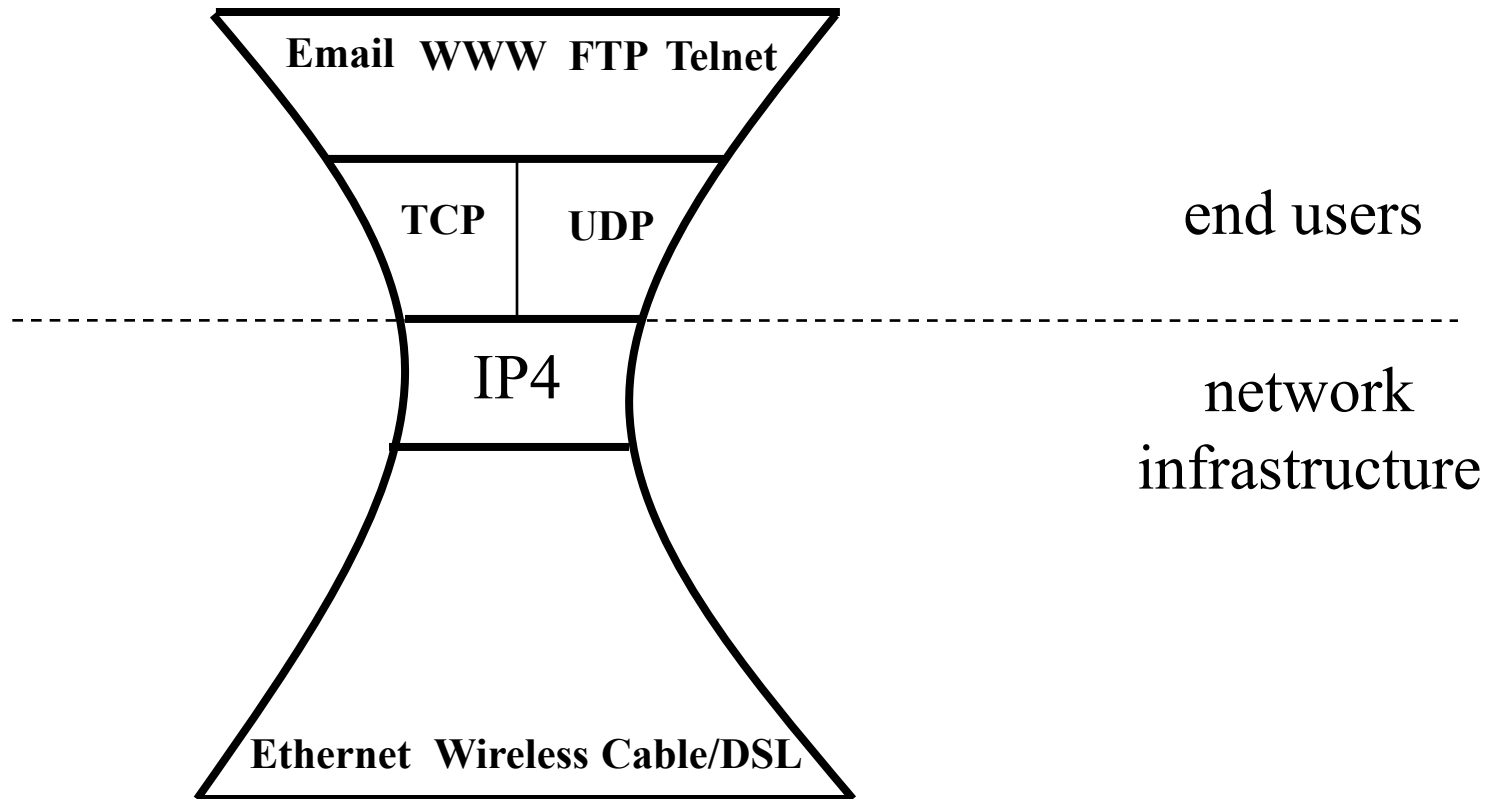 Email WWW FTP Telnet
TCP UDP
end users
IP4
network
infrastructure
Ethernet Wireless Cable/DSL